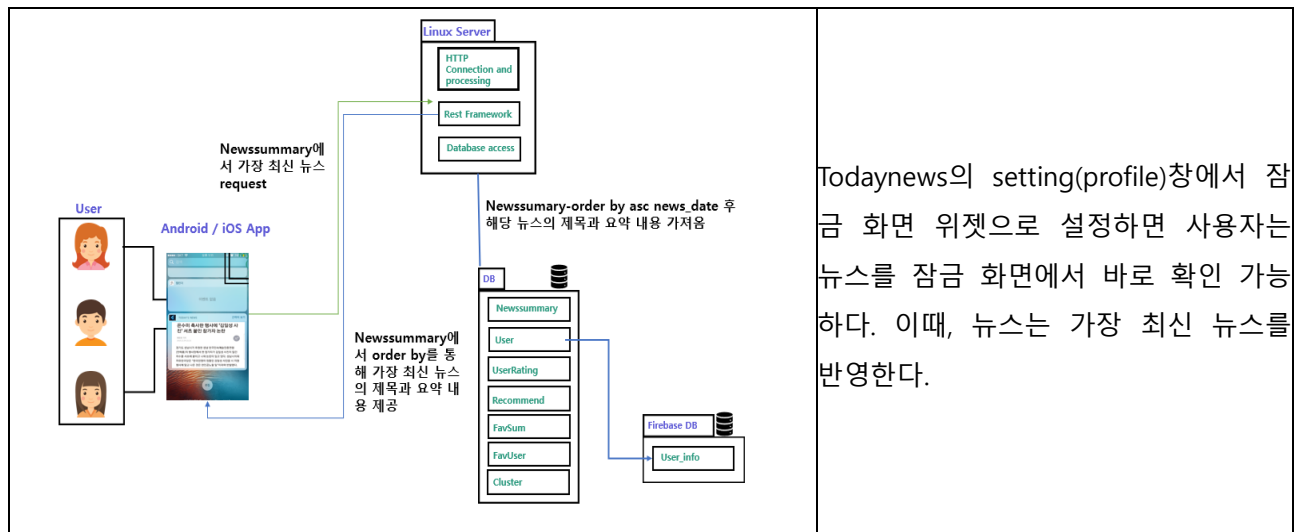 Linux Server
HTTP
Connection and
processing
Rest Framework
Database access
Newssummary에
서 가장 최신 뉴스
request
User
Android / iOS App
Newssumary-order by asc news_date 후
해당 뉴스의 제목과 요약 내용 가져옴
DB
Newssummary
User
UserRating
Recommend
FavSum
FavUser
Cluster
Newssummary에
서 order by를 통
해 가장 최신 뉴스
의 제목과 요약 내
용 제공
Firebase DB
User_info
Todaynews의 setting(profile)창에서 잠
금 화면 위젯으로 설정하면 사용자는
뉴스를 잠금 화면에서 바로 확인 가능
하다. 이때, 뉴스는 가장 최신 뉴스를
반영한다.